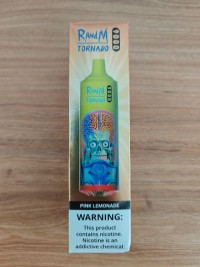 RANDM
TORNADO
RANDM
TORNADO
PINK LEMONADE
WARNING:
This product
contains nicotine.
Nicotine is an
addictive chemical.